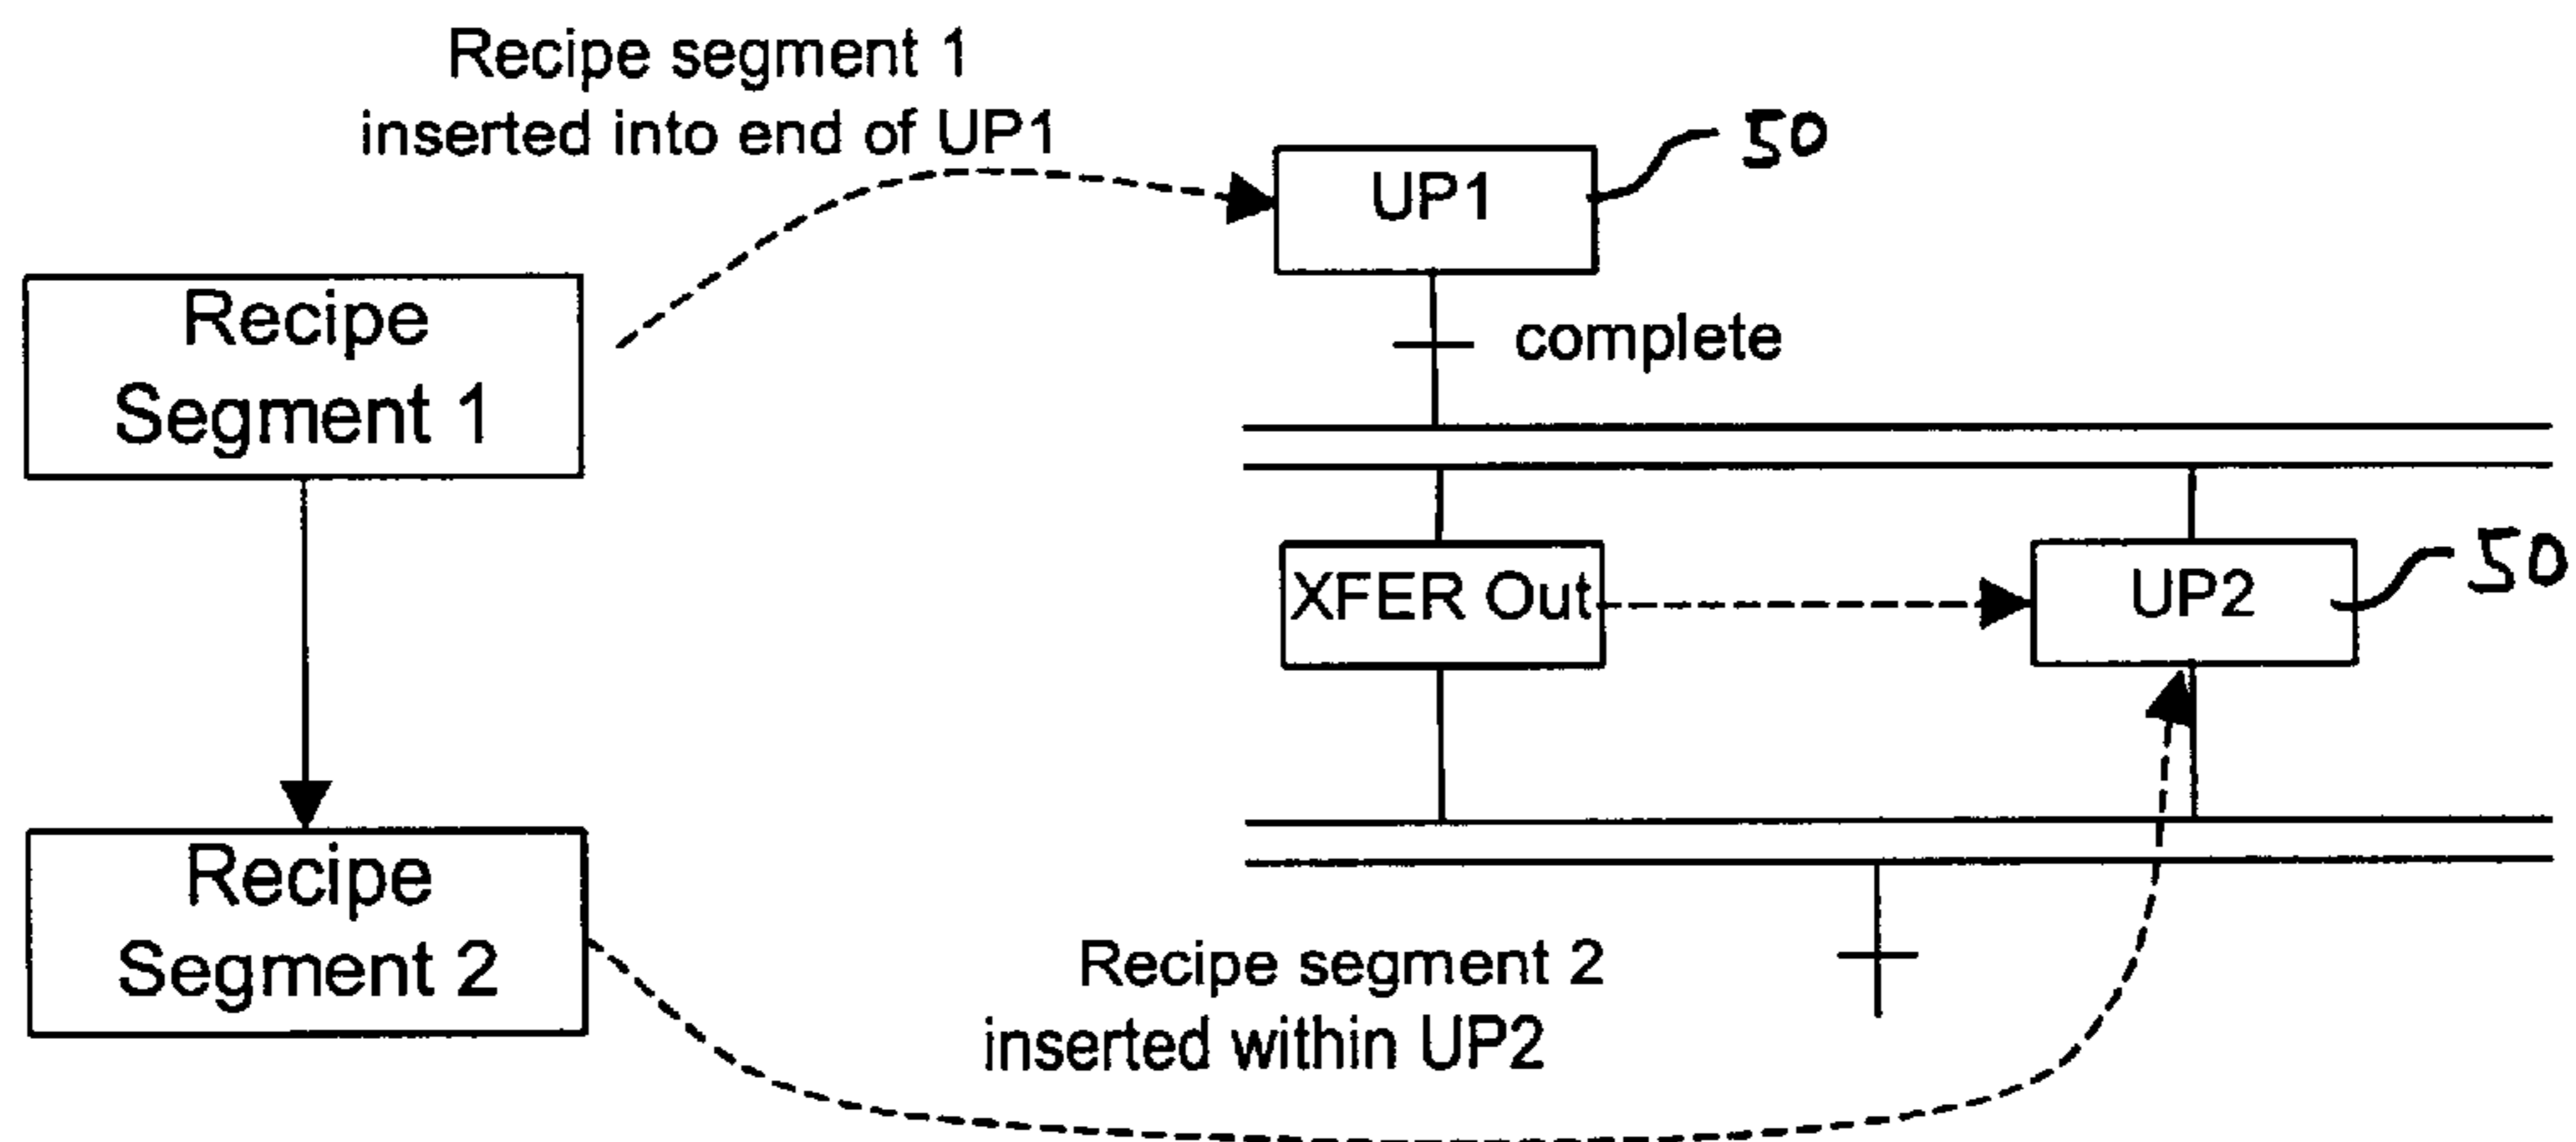 Recipe segment 1
inserted into end of UP1
UP1
50
Recipe
Segment 1
complete
XFER Out
UP2
50
Recipe
Segment 2
Recipe segment 2
inserted within UP2